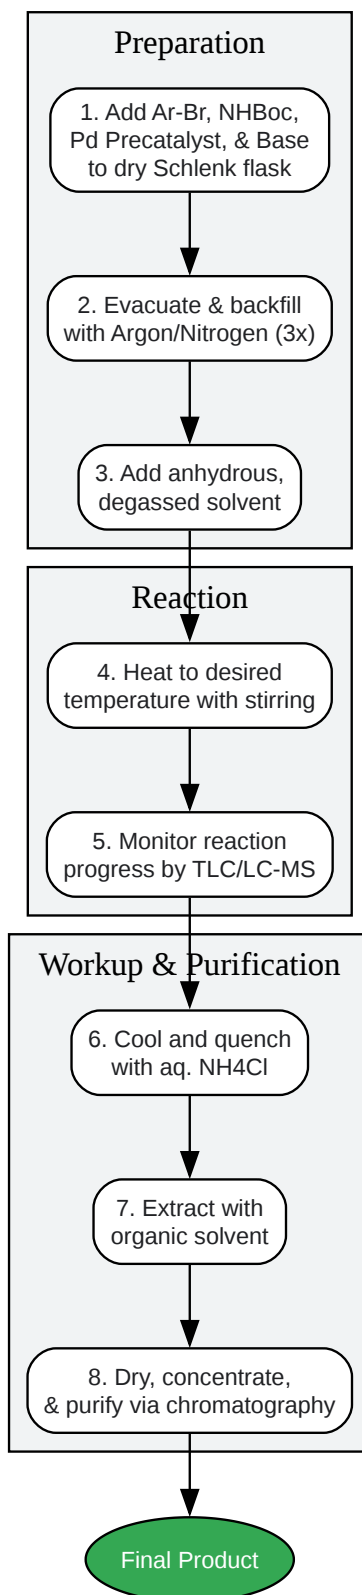 Preparation
1. Add Ar-Br, NHBoc,
Pd Precatalyst, & Base
to dry Schlenk flask
2. Evacuate & backfill
with Argon/Nitrogen (3x)
3. Add anhydrous,
degassed solvent
Reaction
4. Heat to desired
temperature with stirring
5. Monitor reaction
progress by TLC/LC-MS
Workup & Purification
6. Cool and quench
with aq. NH4Cl
7. Extract with
organic solvent
8. Dry, concentrate,
& purify via chromatography
Final Product